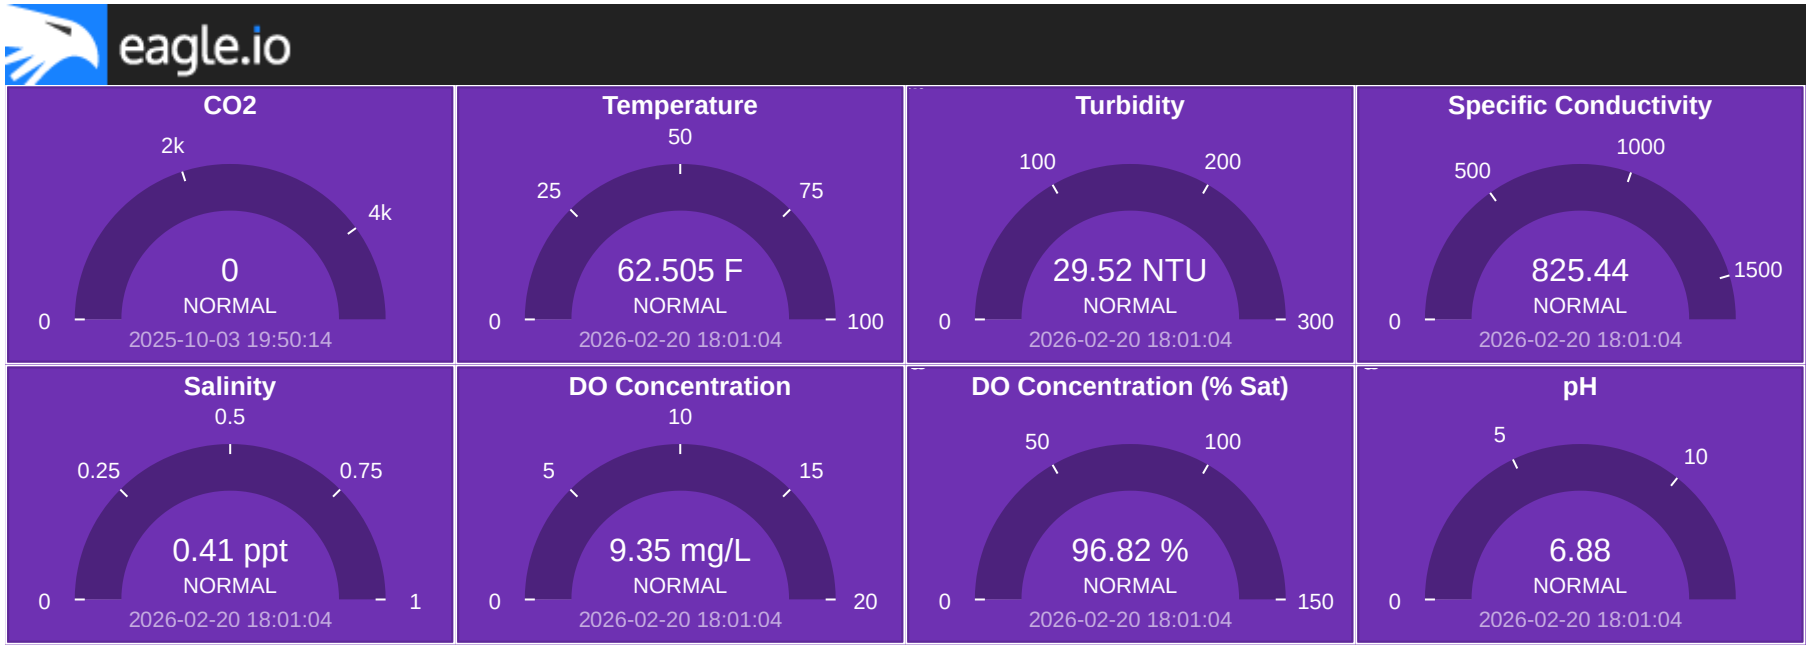 eagle.io
CO2
2k
4k
0
0
NORMAL
2025-10-03 19:50:14
Temperature
50
25
75
62.505 F
NORMAL
0
100
2026-02-20 18:01:04
Turbidity
100
200
29.52 NTU
NORMAL
0
300
2026-02-20 18:01:04
Specific Conductivity
1000
500
1500
825.44
NORMAL
0
2026-02-20 18:01:04
Salinity
0.5
0.25
0.75
0.41 ppt
NORMAL
0
1
2026-02-20 18:01:04
DO Concentration
10
5
15
9.35 mg/L
NORMAL
0
20
2026-02-20 18:01:04
DO Concentration (% Sat)
50
100
96.82 %
NORMAL
0
150
2026-02-20 18:01:04
pH
5
10
6.88
NORMAL
0
2026-02-20 18:01:04